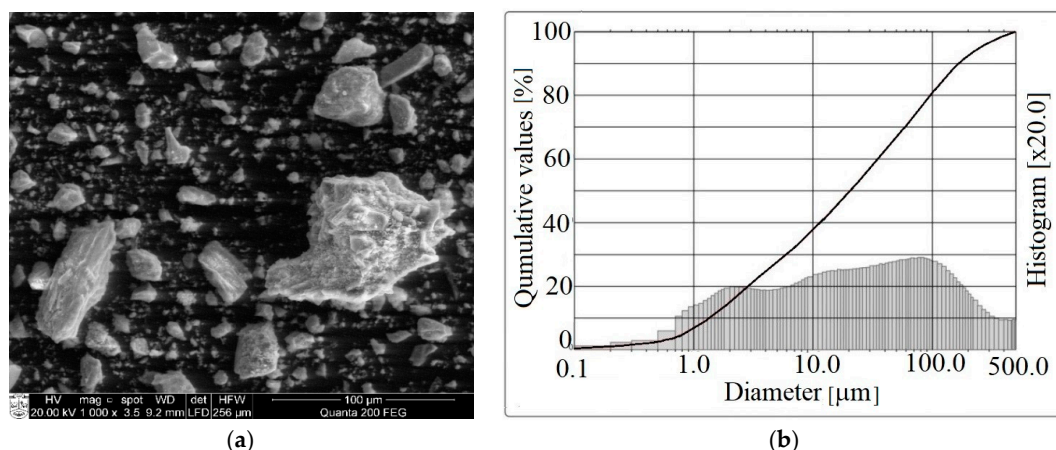 HV mag □ spot WD det HFW 100 µm
20.00 kV 1 000 x 3.5 9.2 mm LFD 256 µm Quanta 200 FEG
(a)
Qumulative values [%]
100
80
60
40
20
0
0.1 1.0 10.0 100.0 500.0
Diameter [µm]
Histogram [x20.0]
(b)